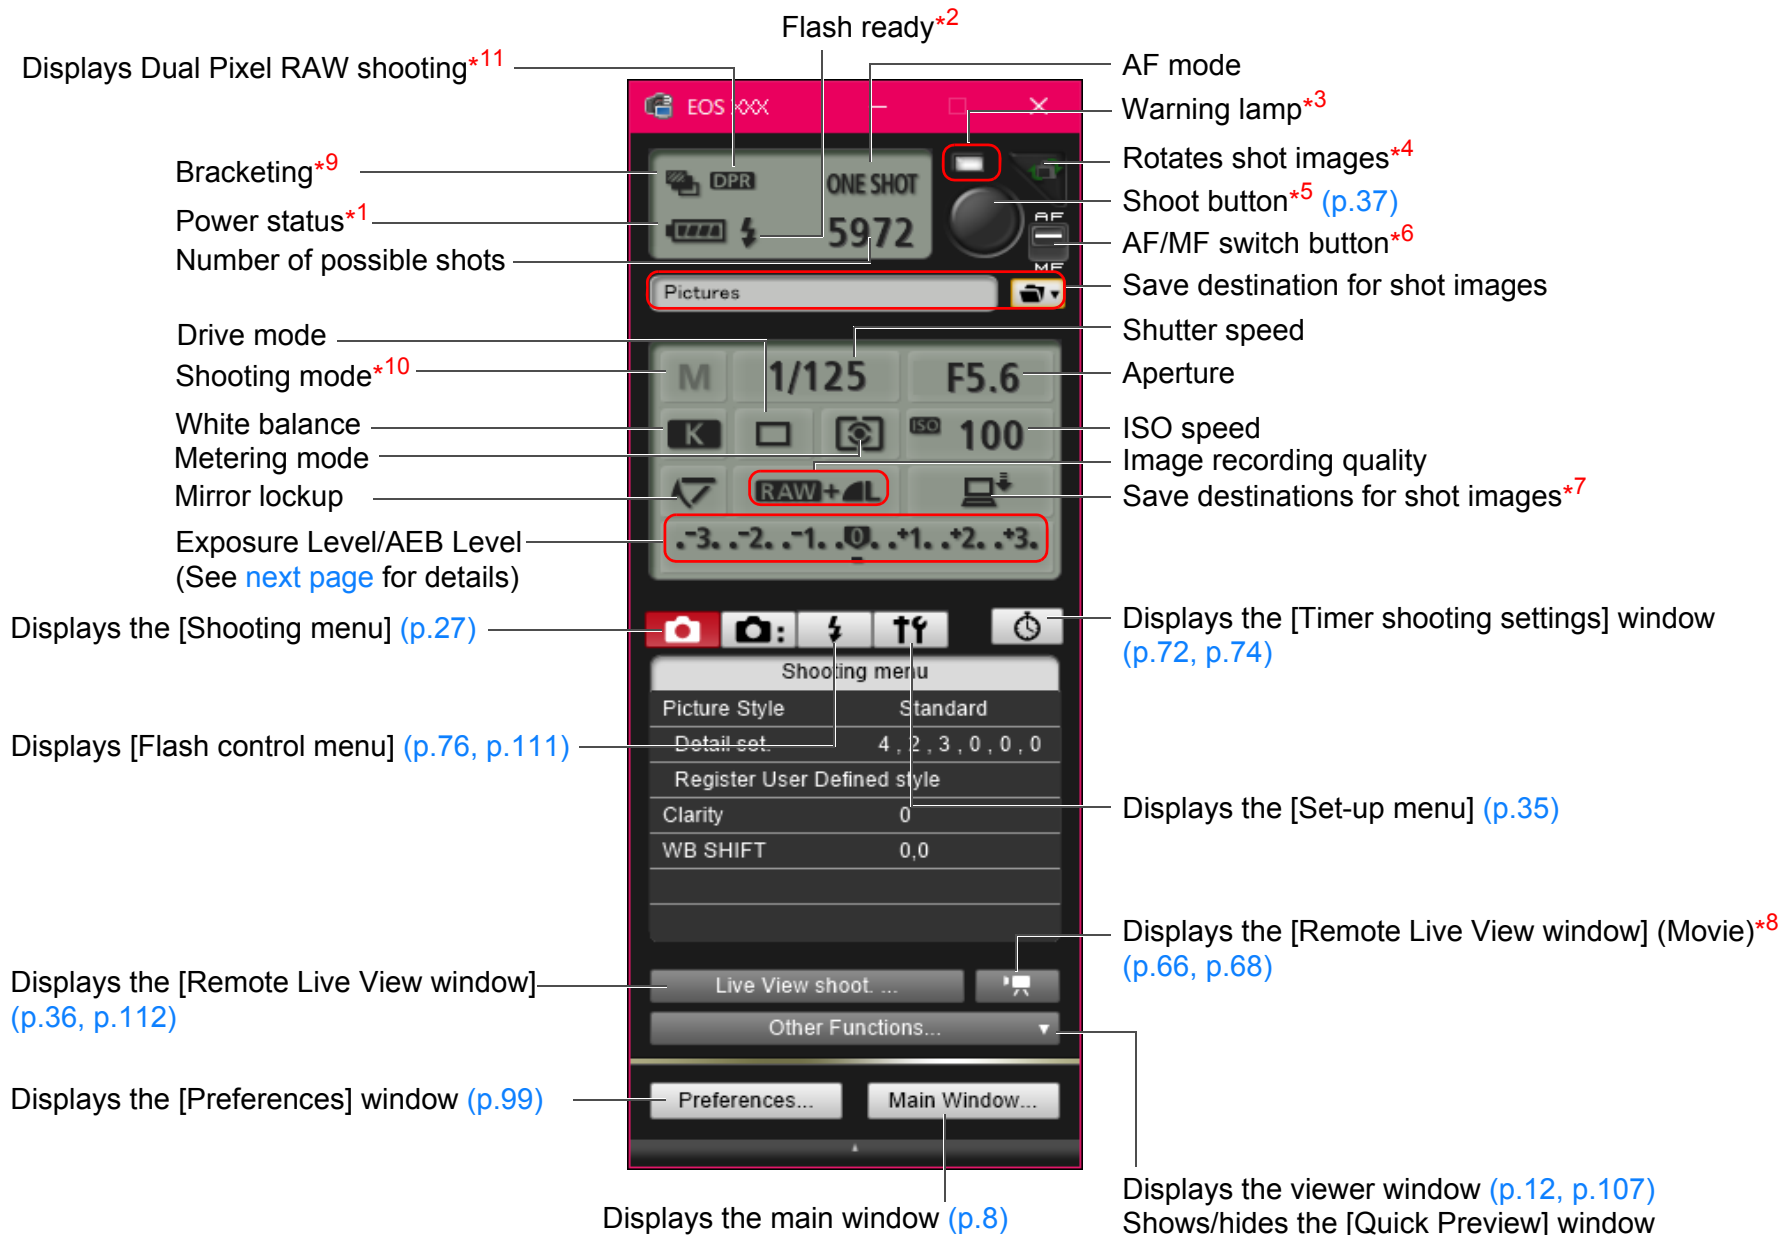 Flash ready*2
Displays Dual Pixel RAW shooting*11
AF mode
EOS XXX
Warning lamp*3
Bracketing*9
DPR
ONE SHOT
Rotates shot images*4
Shoot button*5 (p.37)
Power status*1
5972
AF
AF/MF switch button*6
Number of possible shots
MF
Pictures
Save destination for shot images
Drive mode
Shutter speed
Shooting mode*10
M
1/125
F5.6
Aperture
White balance
K
ISO
100
ISO speed
Metering mode
Image recording quality
Mirror lockup
RAW+L
Save destinations for shot images*7
Exposure Level/AEB Level
(See next page for details)
.-3. .-2. .-1. .0. .+1. .+2. .+3.
Displays the [Shooting menu] (p.27)
Displays the [Timer shooting settings] window
(p.72, p.74)
Shooting menu
Picture Style Standard
Displays [Flash control menu] (p.76, p.111)
Detail set. 4 , 2 , 3 , 0 , 0 , 0
Register User Defined style
Clarity 0
Displays the [Set-up menu] (p.35)
WB SHIFT 0,0
Displays the [Remote Live View window] (Movie)*8
(p.66, p.68)
Displays the [Remote Live View window]
(p.36, p.112)
Live View shoot. ...
Other Functions...
Displays the [Preferences] window (p.99)
Preferences...
Main Window...
Displays the main window (p.8)
Displays the viewer window (p.12, p.107)
Shows/hides the [Quick Preview] window